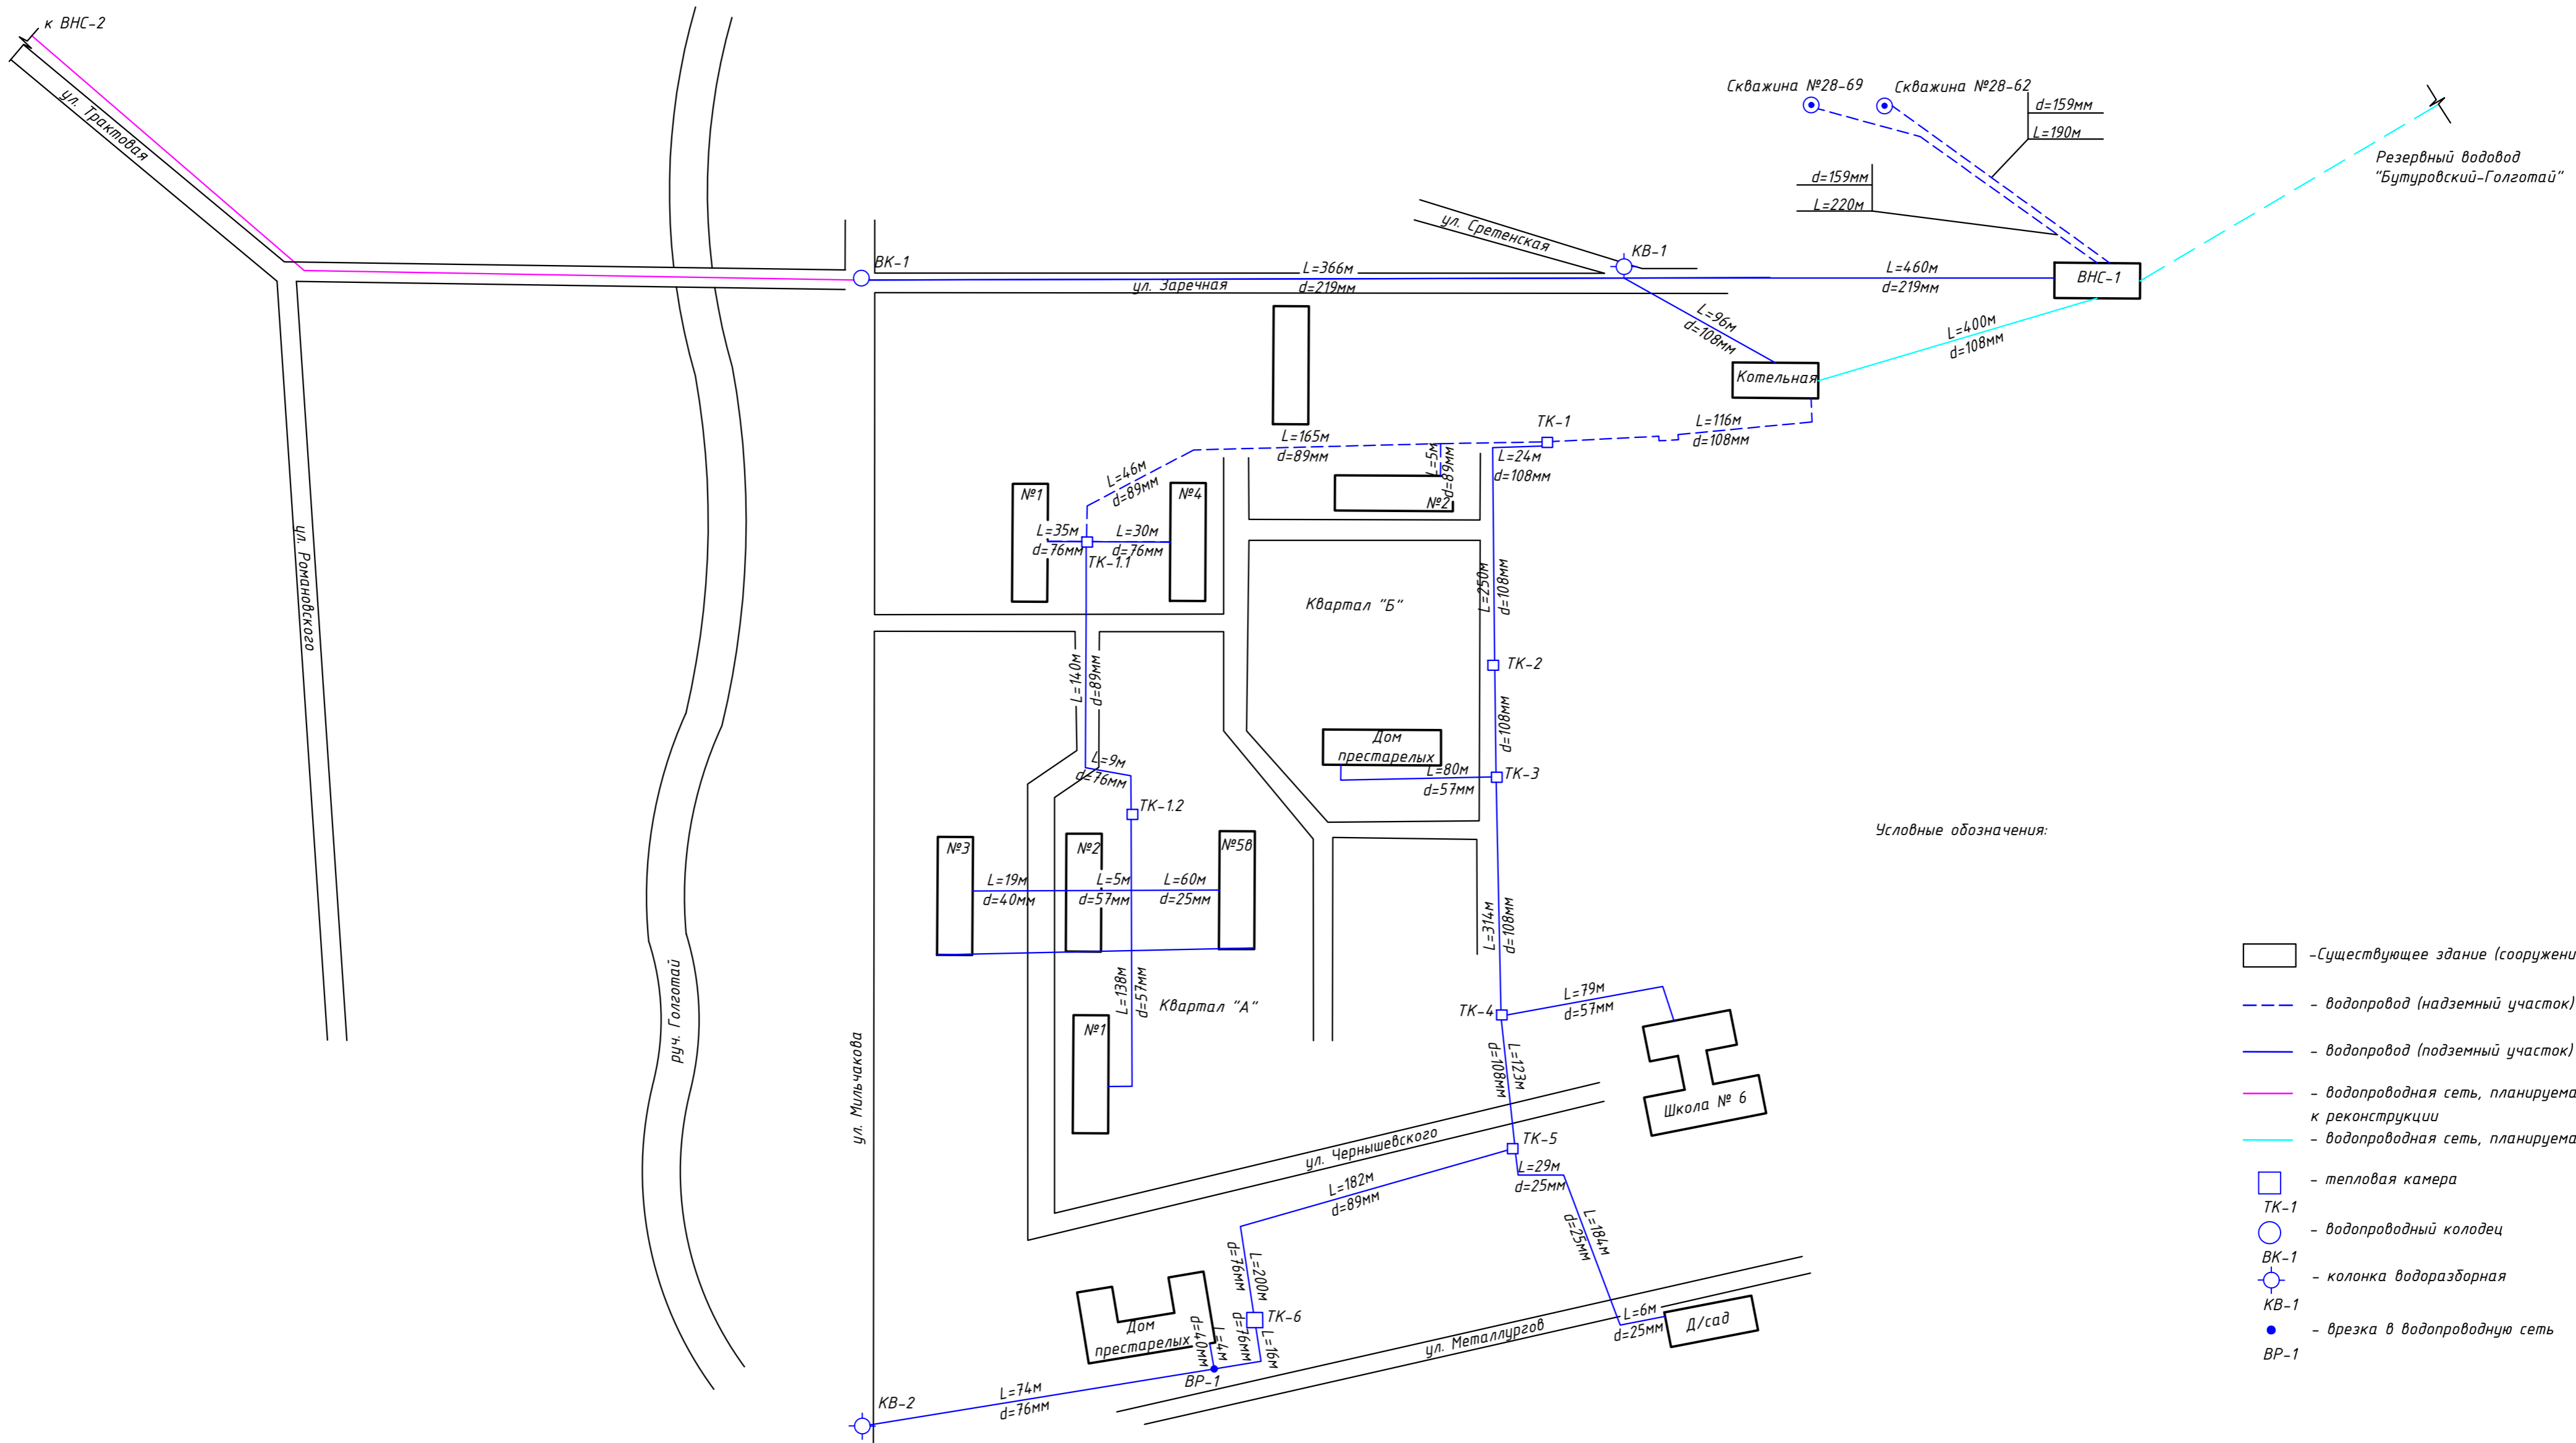 к ВНС-2
ул. Трактовая
ул. Романовского
руч. Голготай
ул. Мильчакова
ВК-1
L=366м
d=219мм
ул. Заречная
ул. Сретенская
КВ-1
L=460м
d=219мм
Скважина №28-69
Скважина №28-62
d=159мм
L=190м
d=159мм
L=220м
ВНС-1
Резервный водовод
"Бутуровский-Голготай"
L=96м
d=108мм
L=400м
d=108мм
Котельная
L=116м
d=108мм
ТК-1
L=24м
d=108мм
L=165м
d=89мм
L=5м
d=89мм
№2
L=46м
d=89мм
№1
№4
L=35м
d=76мм
L=30м
d=76мм
ТК-1.1
Квартал "Б"
L=250м
d=108мм
ТК-2
d=108мм
L=140м
d=89мм
Дом
престарелых
L=80м
d=57мм
ТК-3
L=9м
d=76мм
ТК-1.2
№3
№2
№5в
L=19м
d=40мм
L=5м
d=57мм
L=60м
d=25мм
L=314м
d=108мм
L=138м
d=57мм
Квартал "А"
№1
ТК-4
L=79м
d=57мм
L=123м
d=108мм
Школа № 6
ул. Чернышевского
ТК-5
L=29м
d=25мм
L=182м
d=89мм
L=184м
d=25мм
L=200м
d=76мм
ТК-6
L=16м
d=76мм
L=4м
d=40мм
Дом
престарелых
ВР-1
L=6м
d=25мм
Д/сад
ул. Металлургов
L=74м
d=76мм
КВ-2
Условные обозначения:
-Существующее здание (сооружени
- водопровод (надземный участок)
- водопровод (подземный участок)
- водопроводная сеть, планируема
к реконструкции
- водопроводная сеть, планируема
- тепловая камера
ТК-1
- водопроводный колодец
ВК-1
- колонка водоразборная
КВ-1
- врезка в водопроводную сеть
ВР-1